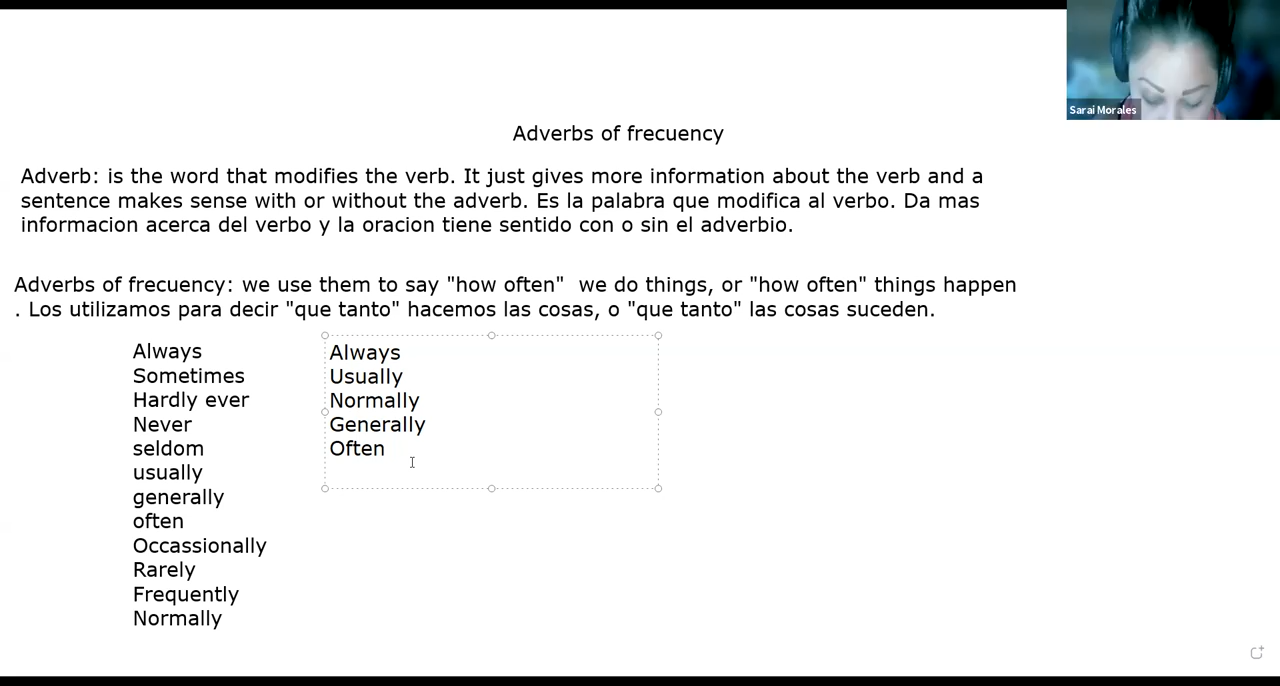 Sarai Morales
Adverbs of frecuency
Adverb: is the word that modifies the verb. It just gives more information about the verb and a
sentence makes sense with or without the adverb. Es la palabra que modifica al verbo. Da mas
informacion acerca del verbo y la oracion tiene sentido con o sin el adverbio.
Adverbs of frecuency: we use them to say "how often"  we do things, or "how often" things happen
. Los utilizamos para decir "que tanto" hacemos las cosas, o "que tanto" las cosas suceden.
Always
Sometimes
Hardly ever
Never
seldom
usually
generally
often
Occassionally
Rarely
Frequently
Normally
Always
Usually
Normally
Generally
Often